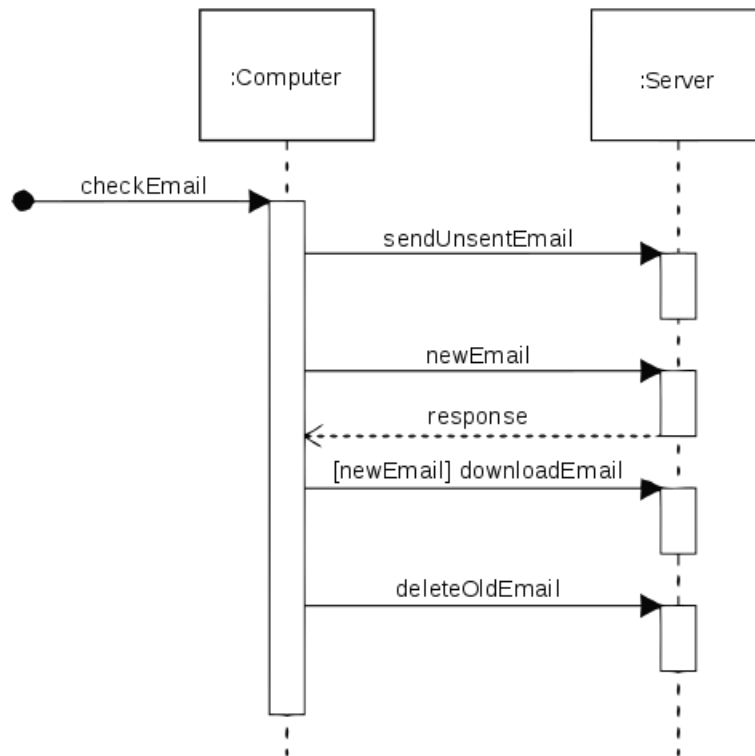 :Computer
:Server
checkEmail
sendUnsentEmail
newEmail
response
[newEmail] downloadEmail
deleteOldEmail